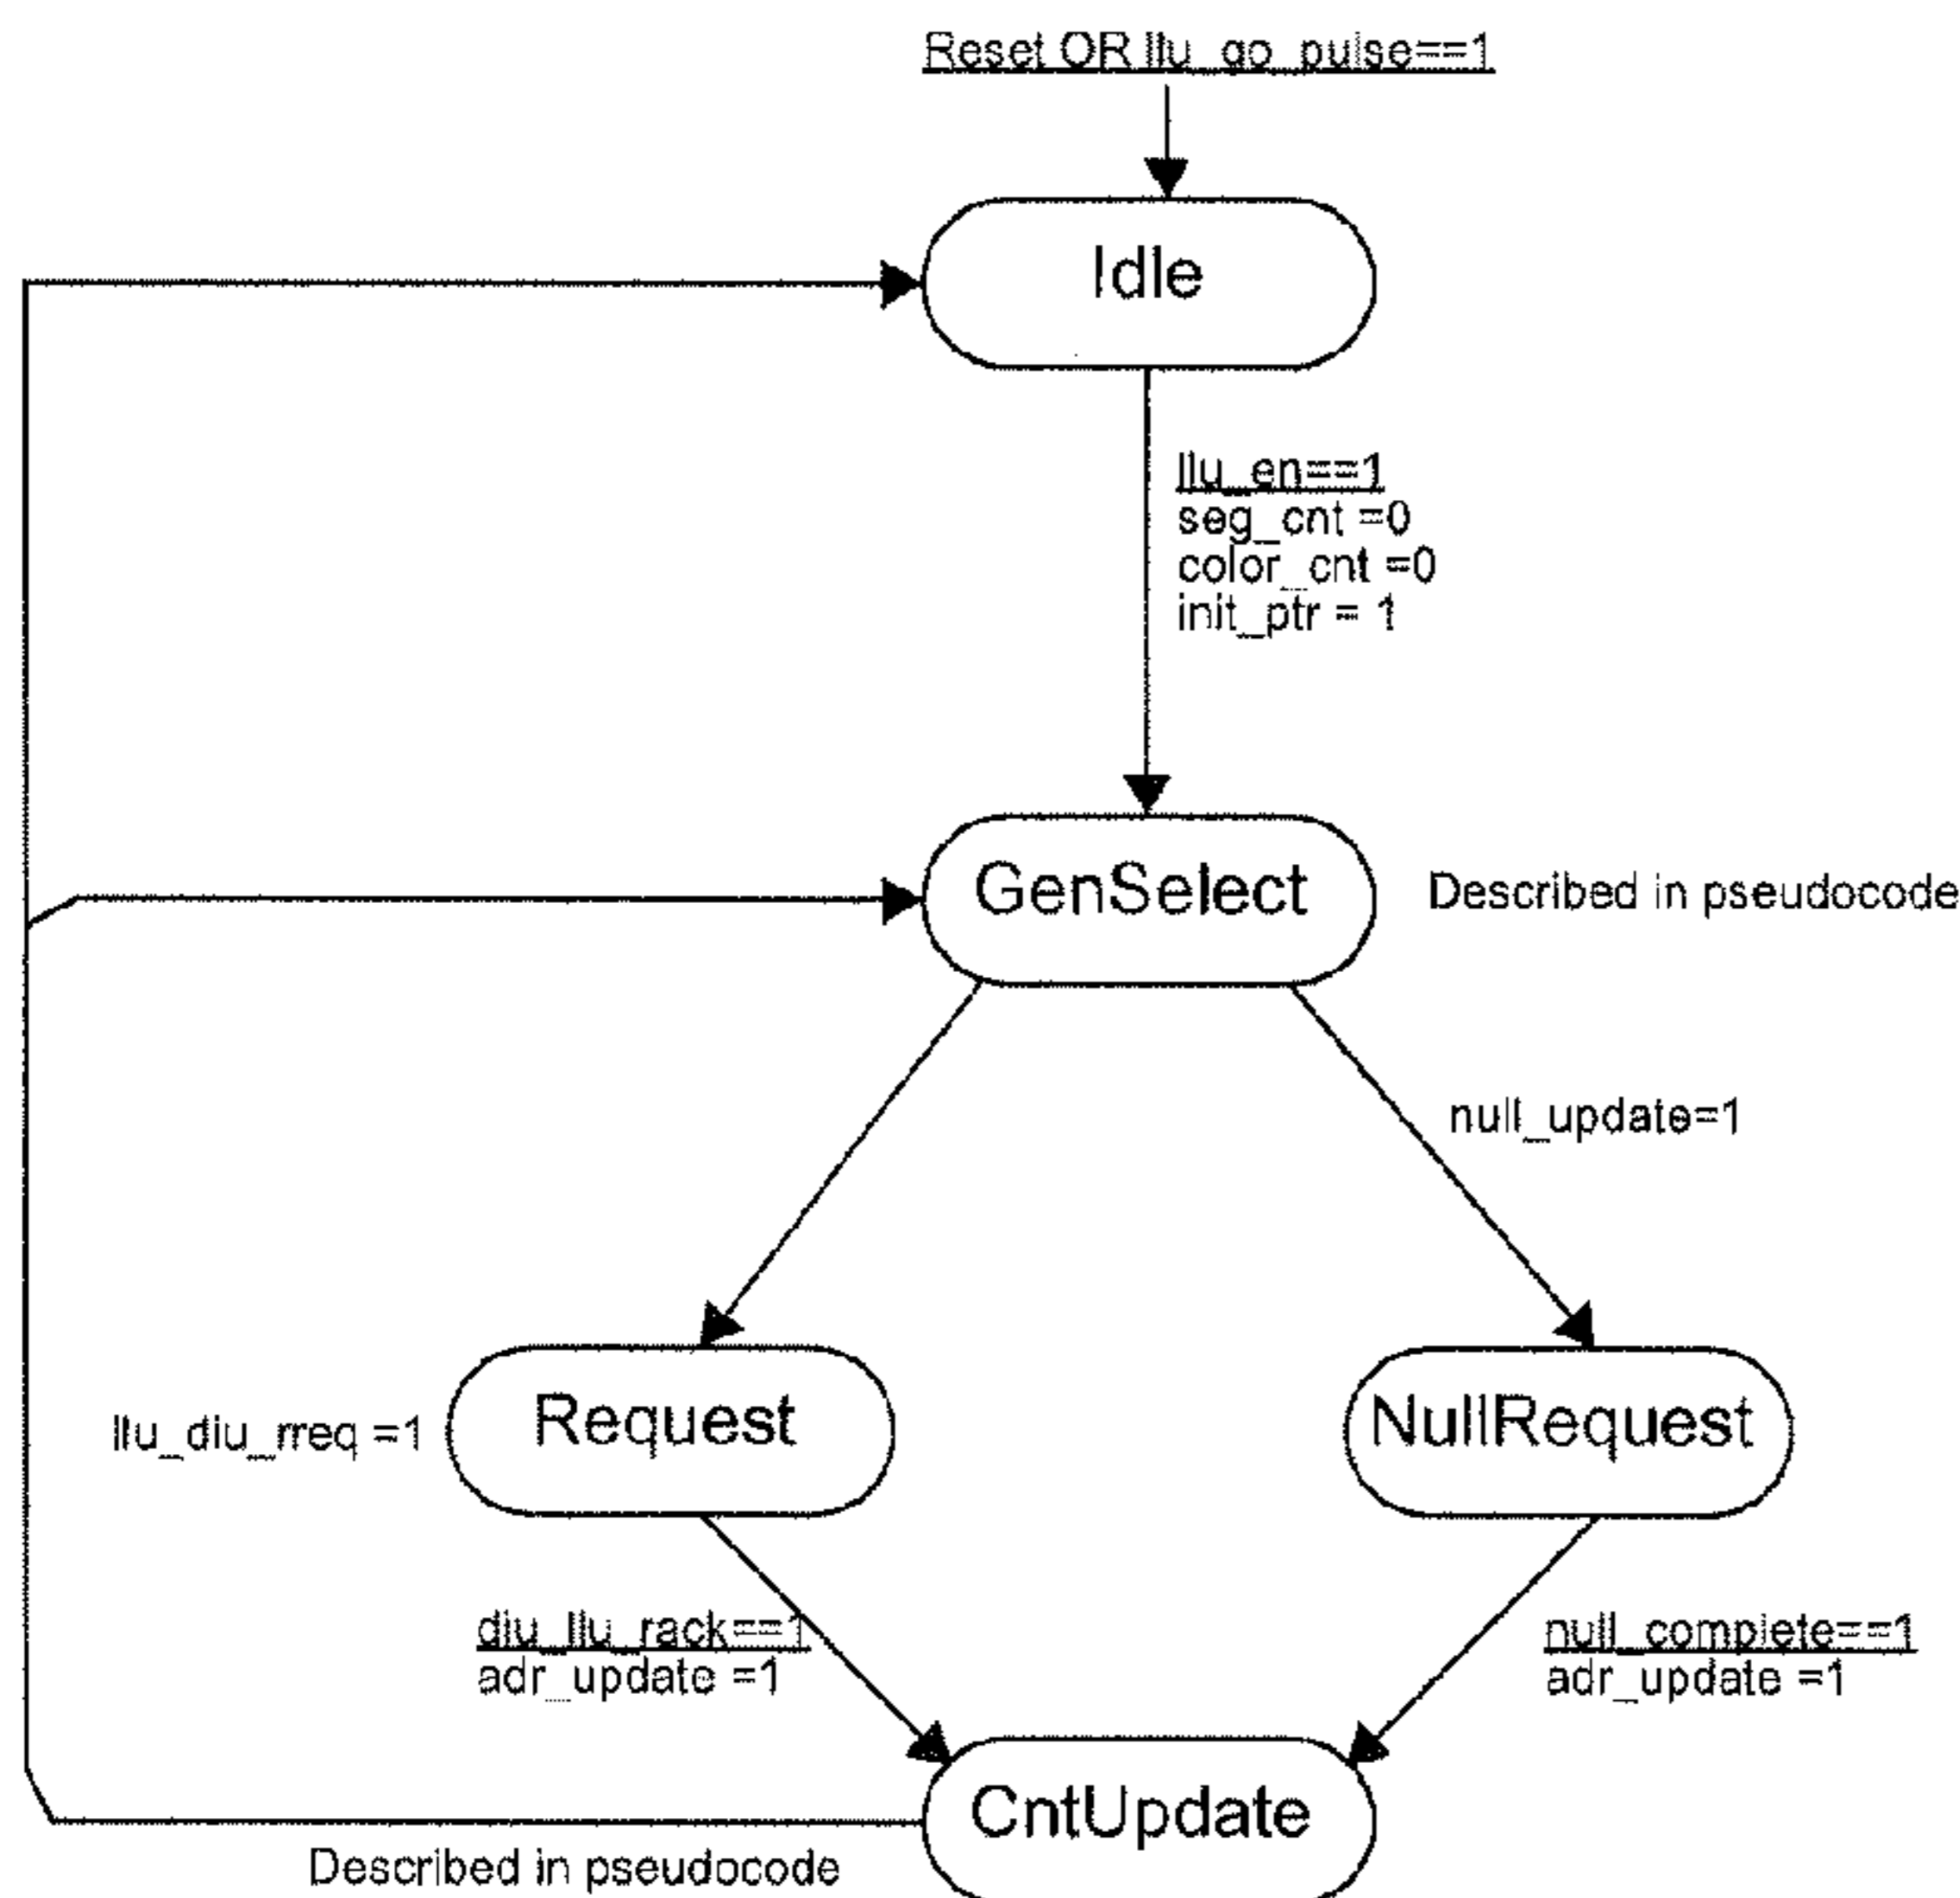 Reset OR llu_go_pulse==1
Idle
llu_en==1
seg_cnt =0
color_cnt =0
init_ptr = 1
GenSelect
Described in pseudocode
null_update=1
Request
llu_diu_rreq =1
NullRequest
diu_llu_rack==1
adr_update =1
null_complete==1
adr_update =1
CntUpdate
Described in pseudocode